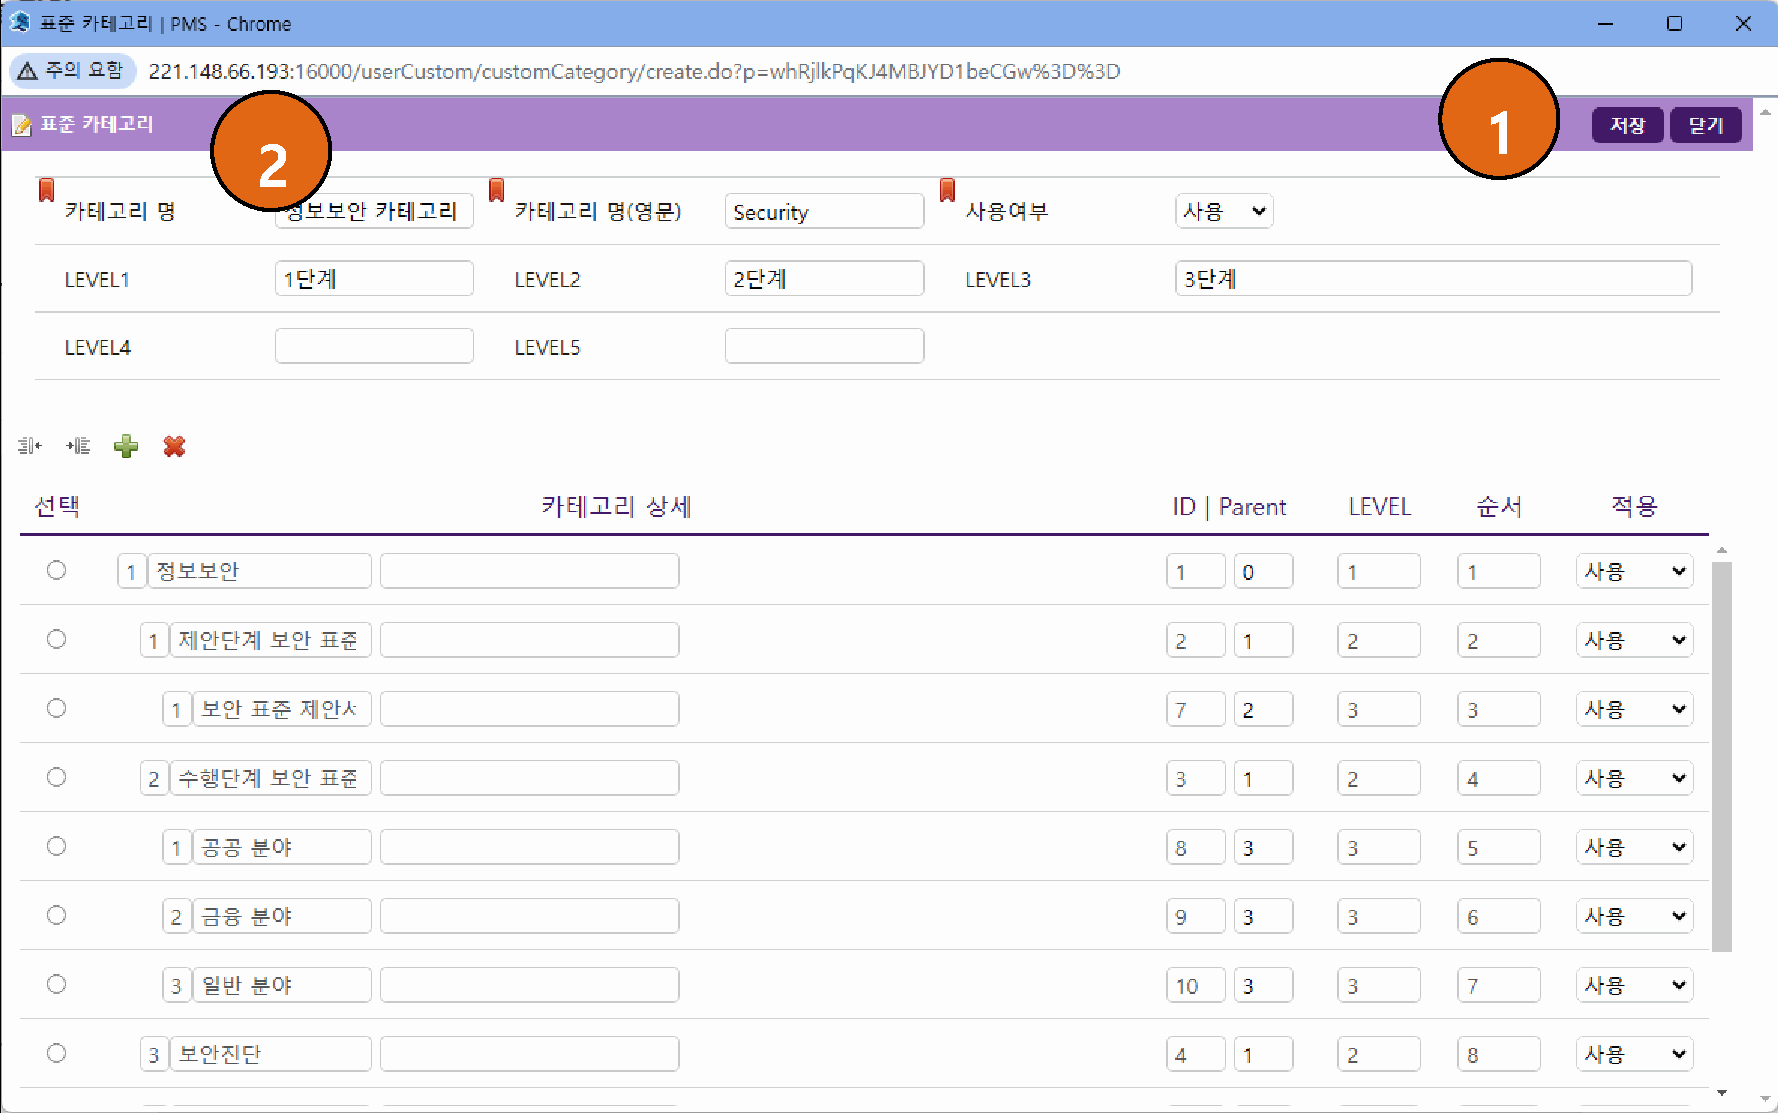 표준 카테고리 | PMS - Chrome
주의 요함 221.148.66.193:16000/userCustom/customCategory/create.do?p=whRjlkPqKJ4MBJYD1beCGw%3D%3D
표준 카테고리 2 1 저장 닫기
카테고리 명 정보보안 카테고리 카테고리 명(영문) Security 사용여부 사용
LEVEL1 1단계 LEVEL2 2단계 LEVEL3 3단계
LEVEL4 LEVEL5
선택 카테고리 상세 ID | Parent LEVEL 순서 적용
1 정보보안 1 0 1 1 사용
1 제안단계 보안 표준 2 1 2 2 사용
1 보안 표준 제안서 7 2 3 3 사용
2 수행단계 보안 표준 3 1 2 4 사용
1 공공 분야 8 3 3 5 사용
2 금융 분야 9 3 3 6 사용
3 일반 분야 10 3 3 7 사용
3 보안진단 4 1 2 8 사용